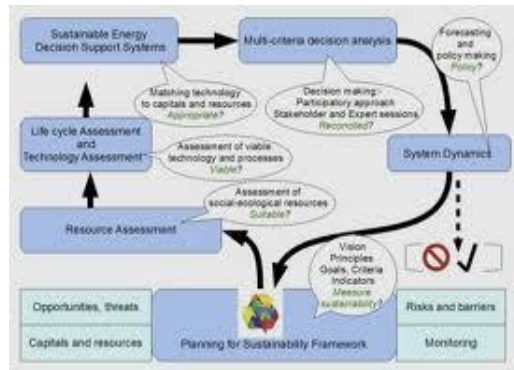 Sustainable Energy
Decision Support Systems
Multi-criteria decision analysis
Forecasting
and
policy making
Policy?
Matching technology
to capitals and resources
Appropriate?
Decision making:-
Participatory approach
Stakeholder and Expert sessions
Reconciled?
Life cycle Assessment
and
Technology Assessment
Assessment of viable
technology and processes
Viable?
System Dynamics
Assessment of
social-ecological resources
Suitable?
Resource Assessment
Vision
Principles
Goals, Criteria
Indicators
Measure
sustainability?
Opportunities, threats
Risks and barriers
Capitals and resources
Planning for Sustainability Framework
Monitoring